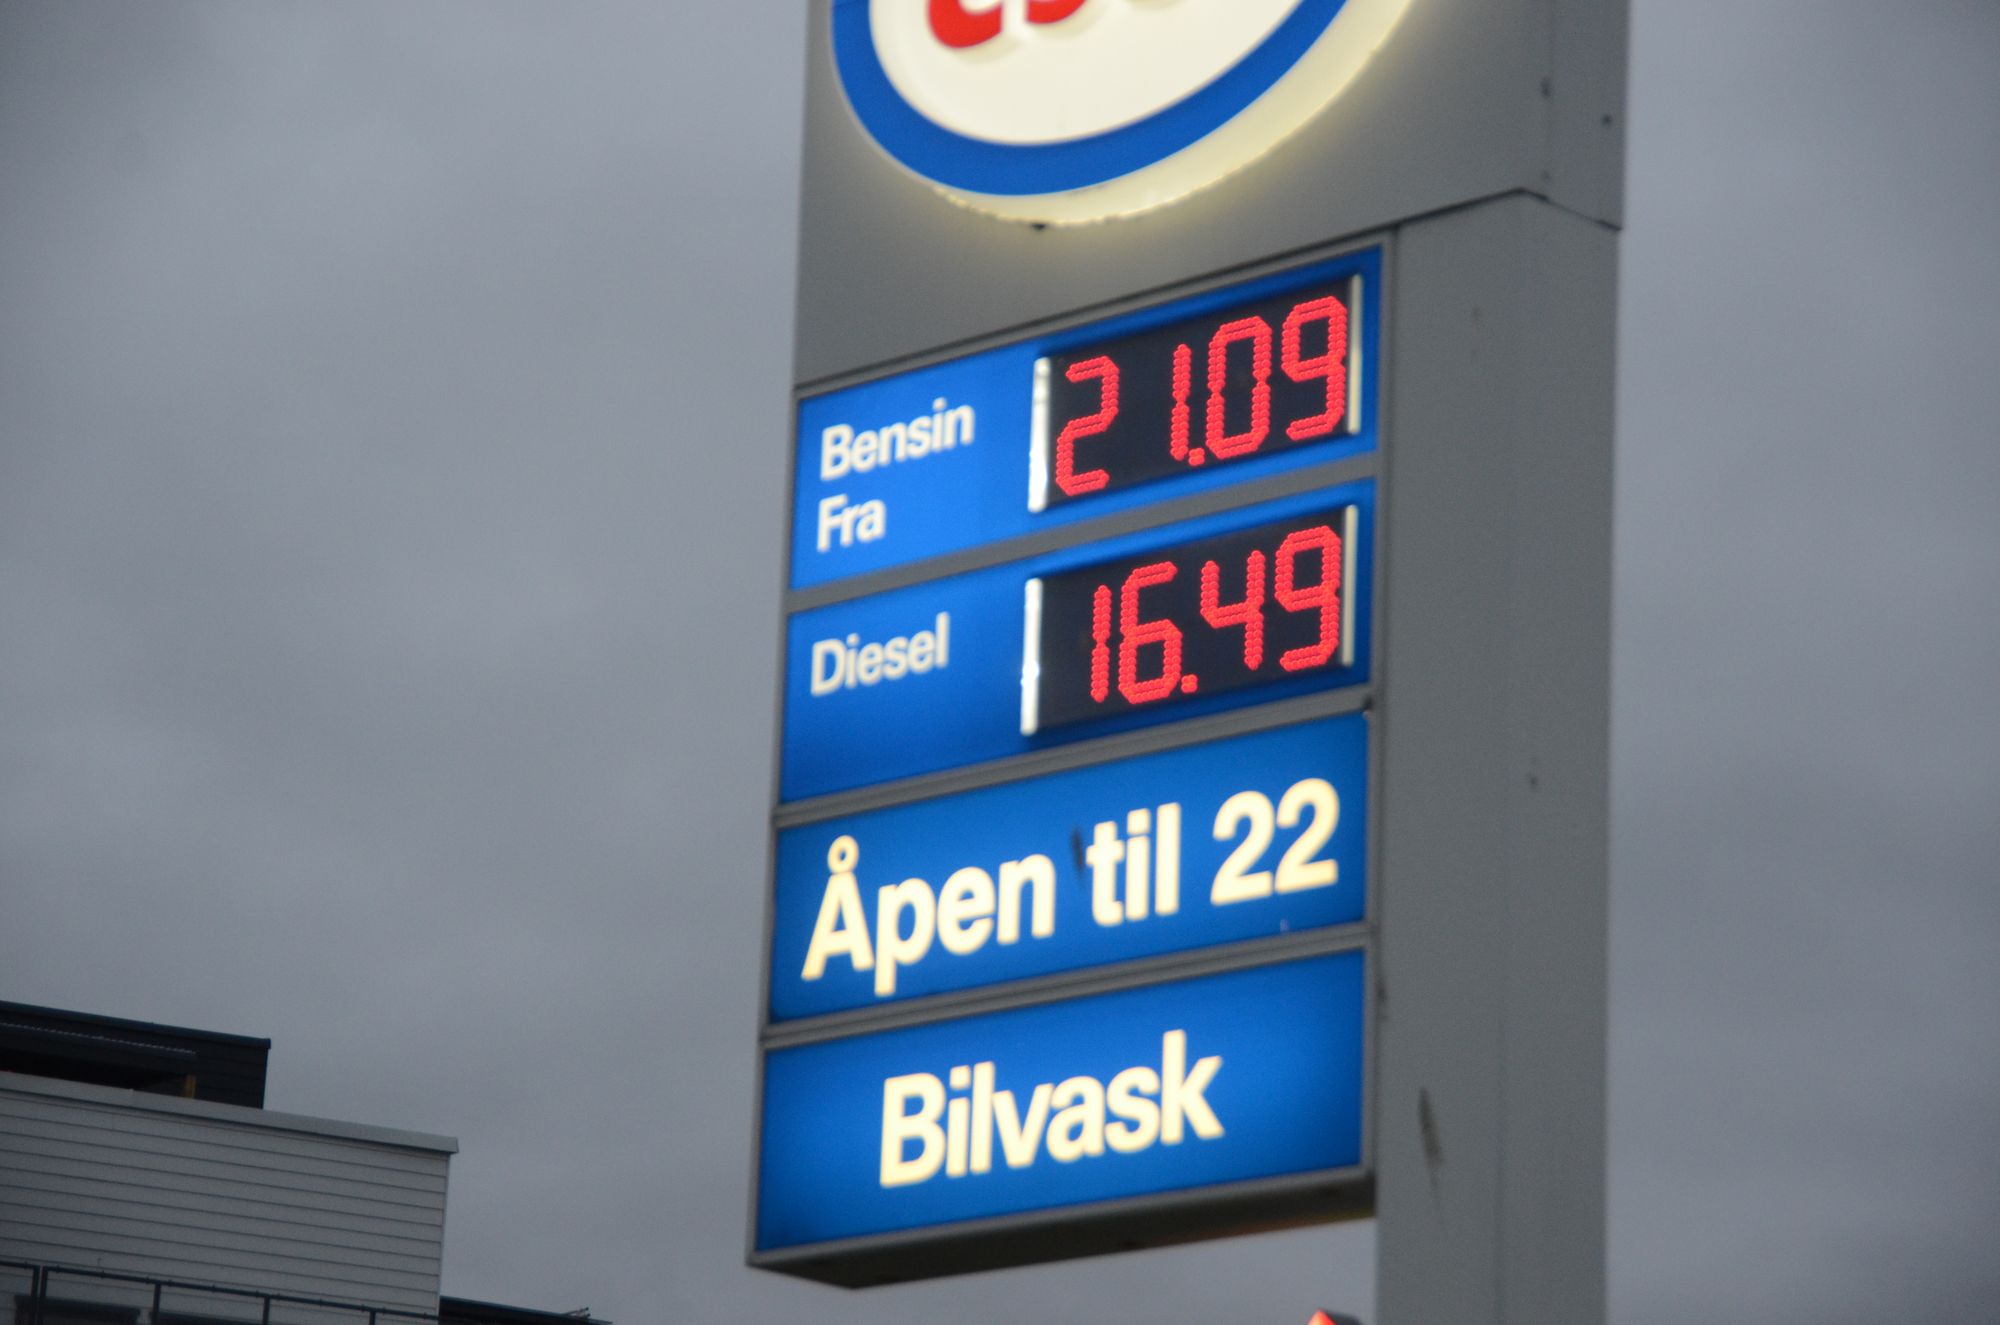 Bensin 21.09
Fra
Diesel 16.49
Åpen til 22
Bilvask